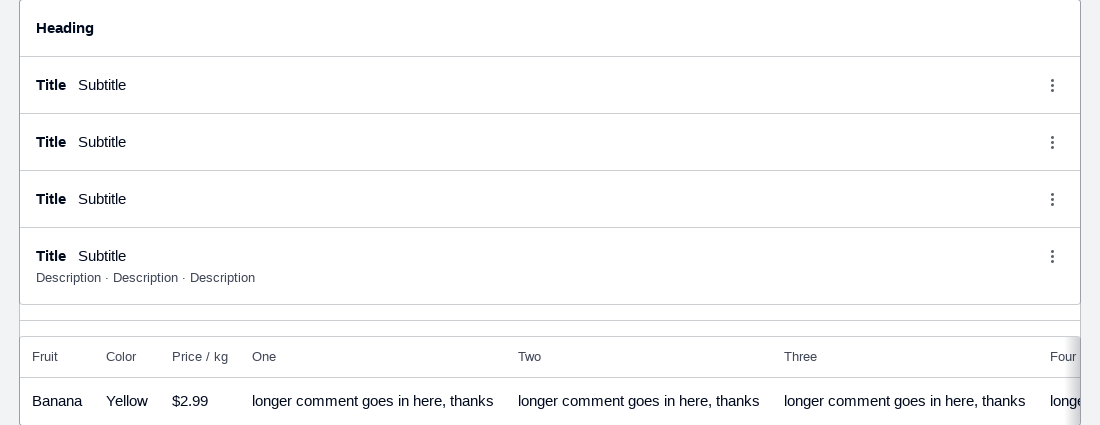 Heading
Title Subtitle
Title Subtitle
Title Subtitle
Title Subtitle
Description · Description · Description
Fruit Color Price / kg One Two Three Four
Banana Yellow $2.99 longer comment goes in here, thanks longer comment goes in here, thanks longer comment goes in here, thanks